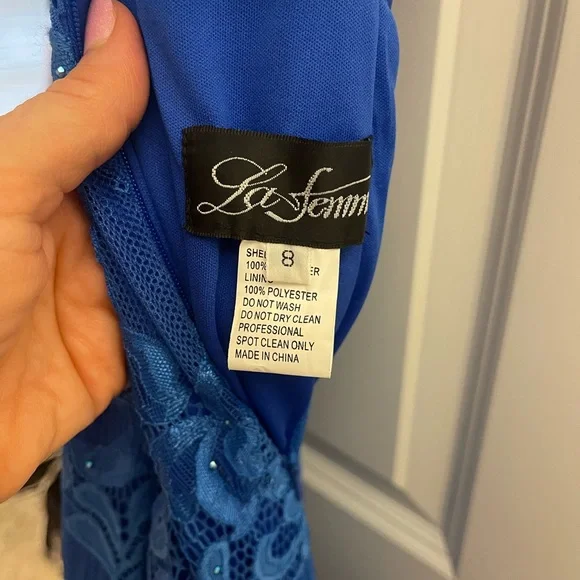 La Femm
8
SHEL
100% ER
LINING
100% POLYESTER
DO NOT WASH
DO NOT DRY CLEAN
PROFESSIONAL
SPOT CLEAN ONLY
MADE IN CHINA